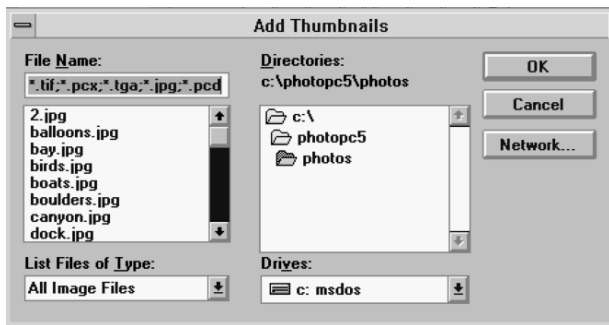 Add Thumbnails
File Name:
*.tif;*.pcx;*.tga;*.jpg;*.pcd
2.jpg
balloons.jpg
bay.jpg
birds.jpg
boats.jpg
boulders.jpg
canyon.jpg
dock.jpg
List Files of Type:
All Image Files
Directories:
c:\photopc5\photos
c:\
photopc5
photos
Drives:
c: msdos
OK
Cancel
Network...